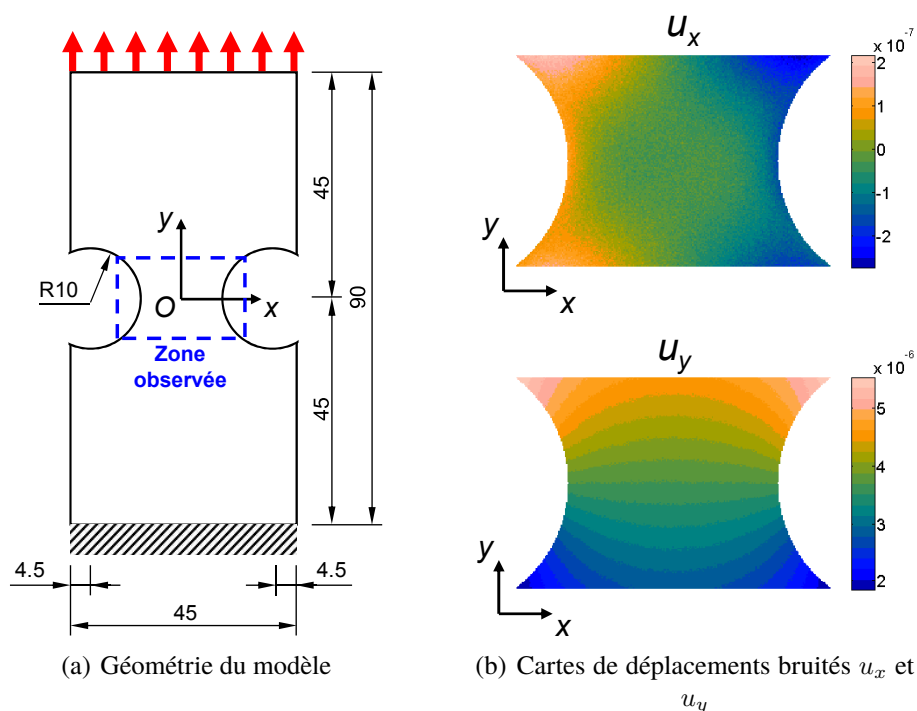 y
x
O
R10
Zone
observée
45
45
90
4.5
4.5
45
(a) Géométrie du modèle
u_x
x 10⁻⁷
2
1
0
-1
-2
y
x
u_y
x 10⁻⁶
5
4
3
2
y
x
(b) Cartes de déplacements bruités u_x et
u_y